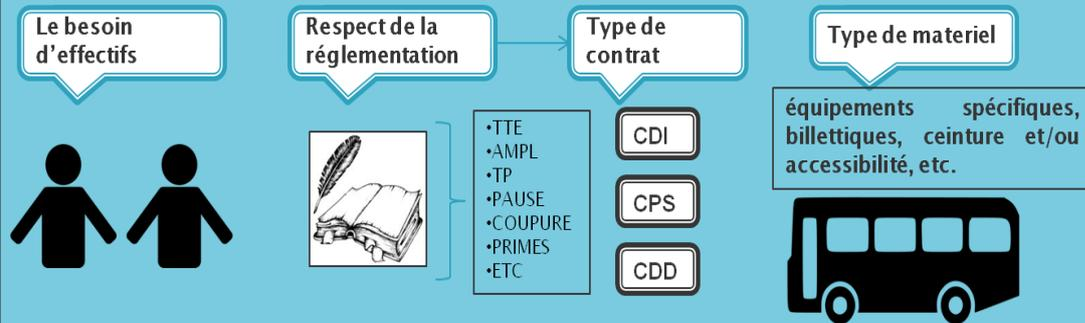 Le besoin
d'effectifs
Respect de la
réglementation
Type de
contrat
Type de materiel
•TTE
•AMPL
•TP
•PAUSE
•COUPURE
•PRIMES
•ETC
CDI
CPS
CDD
équipements spécifiques,
billettiques, ceinture et/ou
accessibilité, etc.